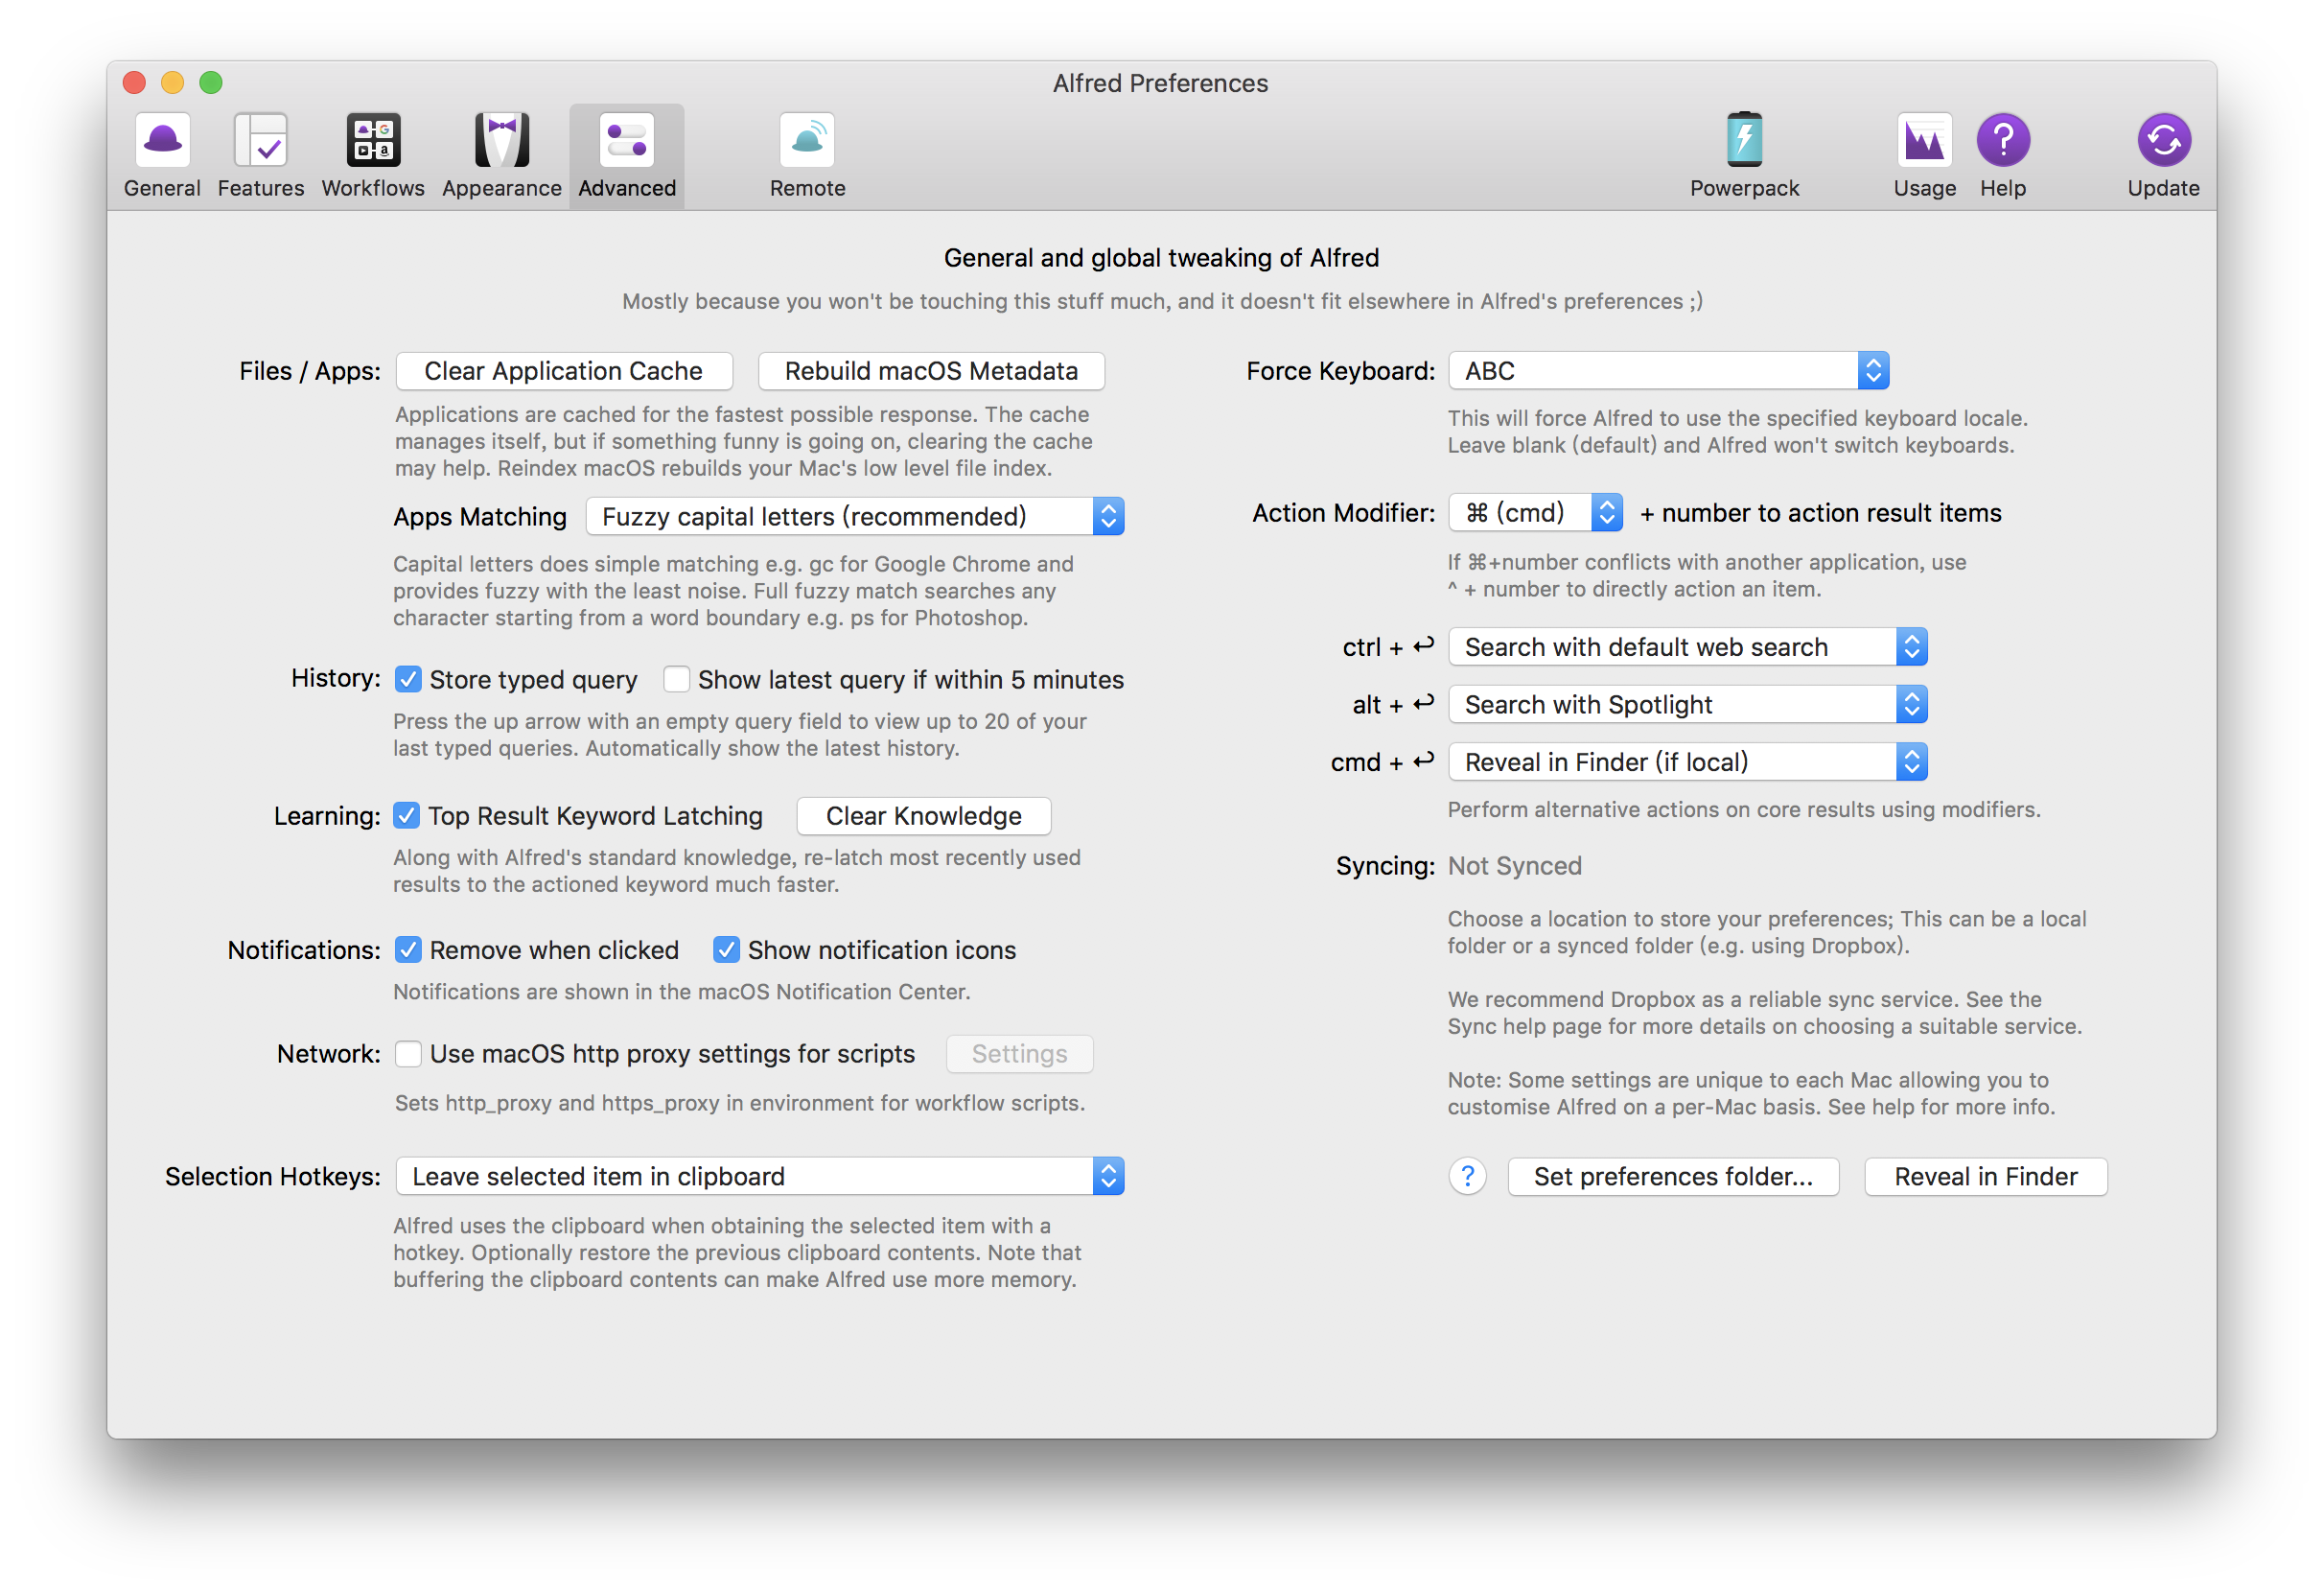 Alfred Preferences
General
Features
Workflows
Appearance
Advanced
Remote
Powerpack
Usage
Help
Update
General and global tweaking of Alfred
Mostly because you won't be touching this stuff much, and it doesn't fit elsewhere in Alfred's preferences ;)
Files / Apps:
Clear Application Cache
Rebuild macOS Metadata
Applications are cached for the fastest possible response. The cache
manages itself, but if something funny is going on, clearing the cache
may help. Reindex macOS rebuilds your Mac's low level file index.
Apps Matching
Fuzzy capital letters (recommended)
Capital letters does simple matching e.g. gc for Google Chrome and
provides fuzzy with the least noise. Full fuzzy match searches any
character starting from a word boundary e.g. ps for Photoshop.
History:
Store typed query
Show latest query if within 5 minutes
Press the up arrow with an empty query field to view up to 20 of your
last typed queries. Automatically show the latest history.
Learning:
Top Result Keyword Latching
Clear Knowledge
Along with Alfred's standard knowledge, re-latch most recently used
results to the actioned keyword much faster.
Notifications:
Remove when clicked
Show notification icons
Notifications are shown in the macOS Notification Center.
Network:
Use macOS http proxy settings for scripts
Settings
Sets http_proxy and https_proxy in environment for workflow scripts.
Selection Hotkeys:
Leave selected item in clipboard
Alfred uses the clipboard when obtaining the selected item with a
hotkey. Optionally restore the previous clipboard contents. Note that
buffering the clipboard contents can make Alfred use more memory.
Force Keyboard:
ABC
This will force Alfred to use the specified keyboard locale.
Leave blank (default) and Alfred won't switch keyboards.
Action Modifier:
⌘ (cmd)
+ number to action result items
If ⌘+number conflicts with another application, use
^ + number to directly action an item.
ctrl + ↩
Search with default web search
alt + ↩
Search with Spotlight
cmd + ↩
Reveal in Finder (if local)
Perform alternative actions on core results using modifiers.
Syncing:
Not Synced
Choose a location to store your preferences; This can be a local
folder or a synced folder (e.g. using Dropbox).
We recommend Dropbox as a reliable sync service. See the
Sync help page for more details on choosing a suitable service.
Note: Some settings are unique to each Mac allowing you to
customise Alfred on a per-Mac basis. See help for more info.
?
Set preferences folder...
Reveal in Finder